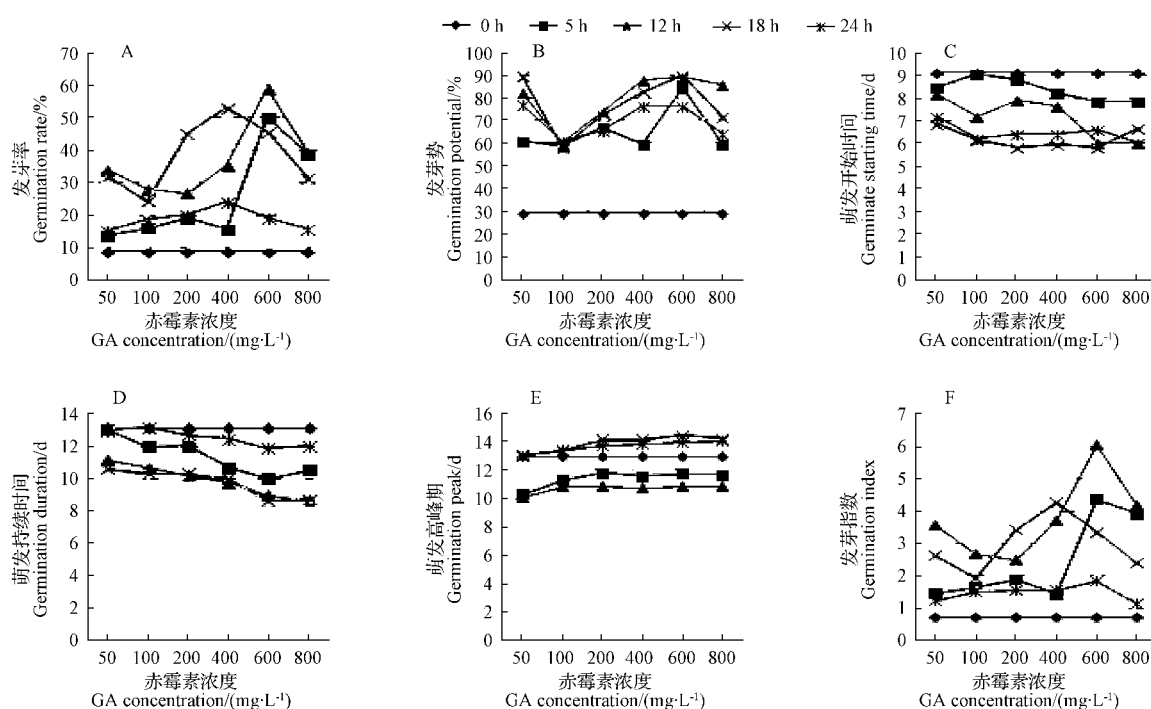 0 h 5 h 12 h 18 h 24 h
A
70
60
50
40
30
20
10
0
发芽率
Germination rate/%
50 100 200 400 600 800
赤霉素浓度
GA concentration/(mg·L-1)
B
100
90
80
70
60
50
40
30
20
10
0
发芽势
Germination potential/%
50 100 200 400 600 800
赤霉素浓度
GA concentration/(mg·L-1)
C
10
9
8
7
6
5
4
3
2
1
0
萌发开始时间
Germinate starting time/d
50 100 200 400 600 800
赤霉素浓度
GA concentration/(mg·L-1)
D
14
12
10
8
6
4
2
0
萌发持续时间
Germination duration/d
50 100 200 400 600 800
赤霉素浓度
GA concentration/(mg·L-1)
E
16
14
12
10
8
6
4
2
0
萌发高峰期
Germination peak/d
50 100 200 400 600 800
赤霉素浓度
GA concentration/(mg·L-1)
F
7
6
5
4
3
2
1
0
发芽指数
Germination index
50 100 200 400 600 800
赤霉素浓度
GA concentration/(mg·L-1)